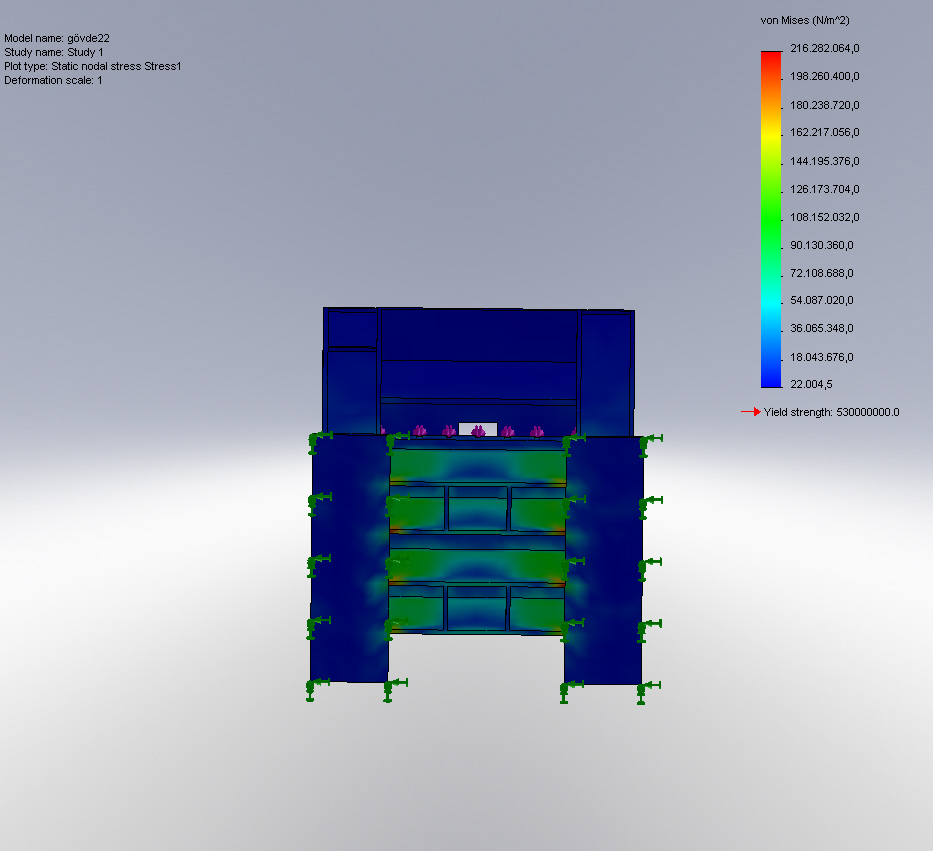 Model name: gövde22
Study name: Study 1
Plot type: Static nodal stress Stress1
Deformation scale: 1
von Mises (N/m^2)
216.282.064,0
198.260.400,0
180.238.720,0
162.217.056,0
144.195.376,0
126.173.704,0
108.152.032,0
90.130.360,0
72.108.688,0
54.087.020,0
36.065.348,0
18.043.676,0
22.004,5
Yield strength: 530000000.0